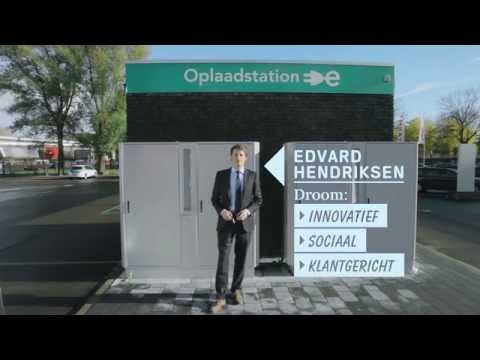 Oplaadstation e
EDVARD
HENDRIKSEN
Droom:
INNOVATIEF
SOCIAAL
KLANTGERICHT